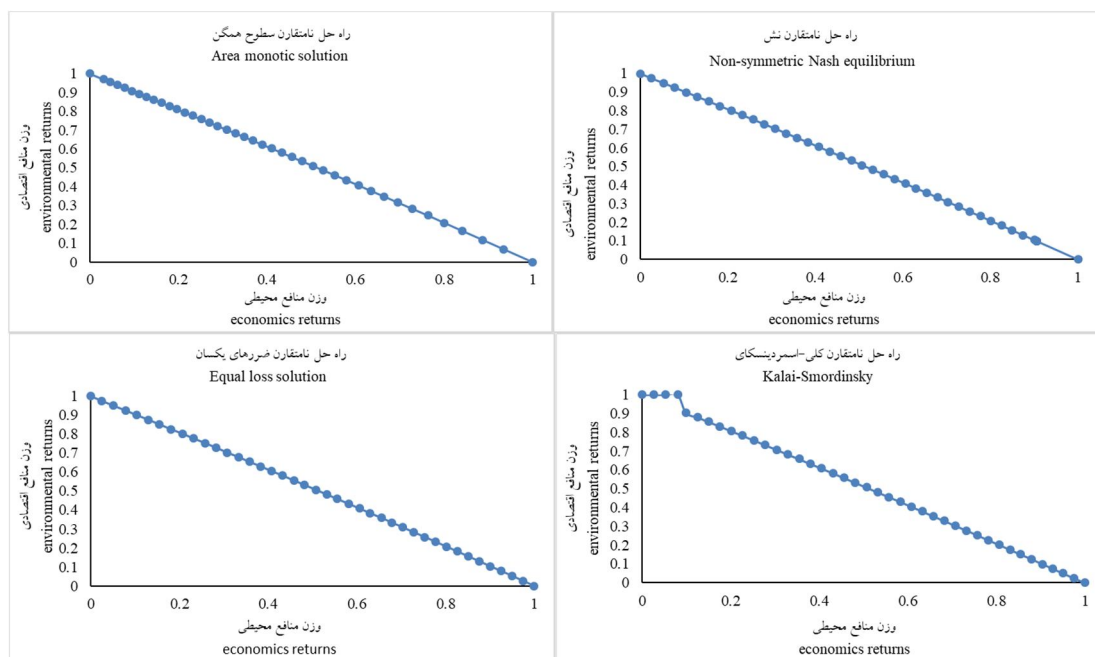 راه حل نامتقارن سطوح همگن
Area monotic solution
وزن منافع اقتصادی
environmental returns
1
0.9
0.8
0.7
0.6
0.5
0.4
0.3
0.2
0.1
0
0 0.2 0.4 0.6 0.8 1
وزن منافع محیطی
economics returns
راه حل نامتقارن نش
Non-symmetric Nash equilibrium
وزن منافع اقتصادی
environmental returns
1
0.9
0.8
0.7
0.6
0.5
0.4
0.3
0.2
0.1
0
0 0.2 0.4 0.6 0.8 1
وزن منافع محیطی
economics returns
راه حل نامتقارن ضررهای یکسان
Equal loss solution
وزن منافع اقتصادی
environmental returns
1
0.9
0.8
0.7
0.6
0.5
0.4
0.3
0.2
0.1
0
0 0.2 0.4 0.6 0.8 1
وزن منافع محیطی
economics returns
راه حل نامتقارن کلی-اسمردینسکای
Kalai-Smordinsky
وزن منافع اقتصادی
environmental returns
1
0.9
0.8
0.7
0.6
0.5
0.4
0.3
0.2
0.1
0
0 0.2 0.4 0.6 0.8 1
وزن منافع محیطی
economics returns